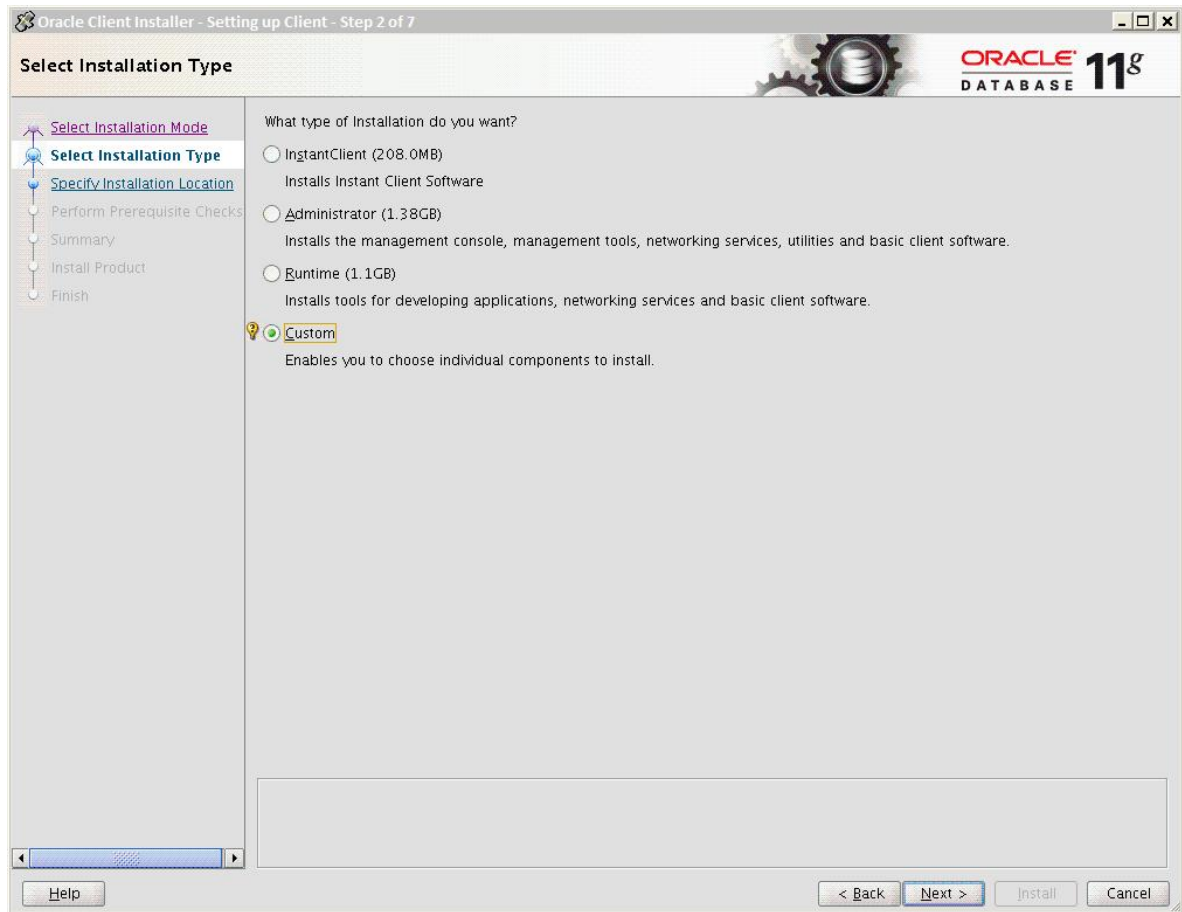 Oracle Client Installer - Setting up Client - Step 2 of 7
Select Installation Type
ORACLE
DATABASE
11g
Select Installation Mode
Select Installation Type
Specify Installation Location
Perform Prerequisite Checks
Summary
Install Product
Finish
What type of Installation do you want?
InstantClient (208.0MB)
Installs Instant Client Software
Administrator (1.38GB)
Installs the management console, management tools, networking services, utilities and basic client software.
Runtime (1.1GB)
Installs tools for developing applications, networking services and basic client software.
Custom
Enables you to choose individual components to install.
Help
< Back
Next >
Install
Cancel